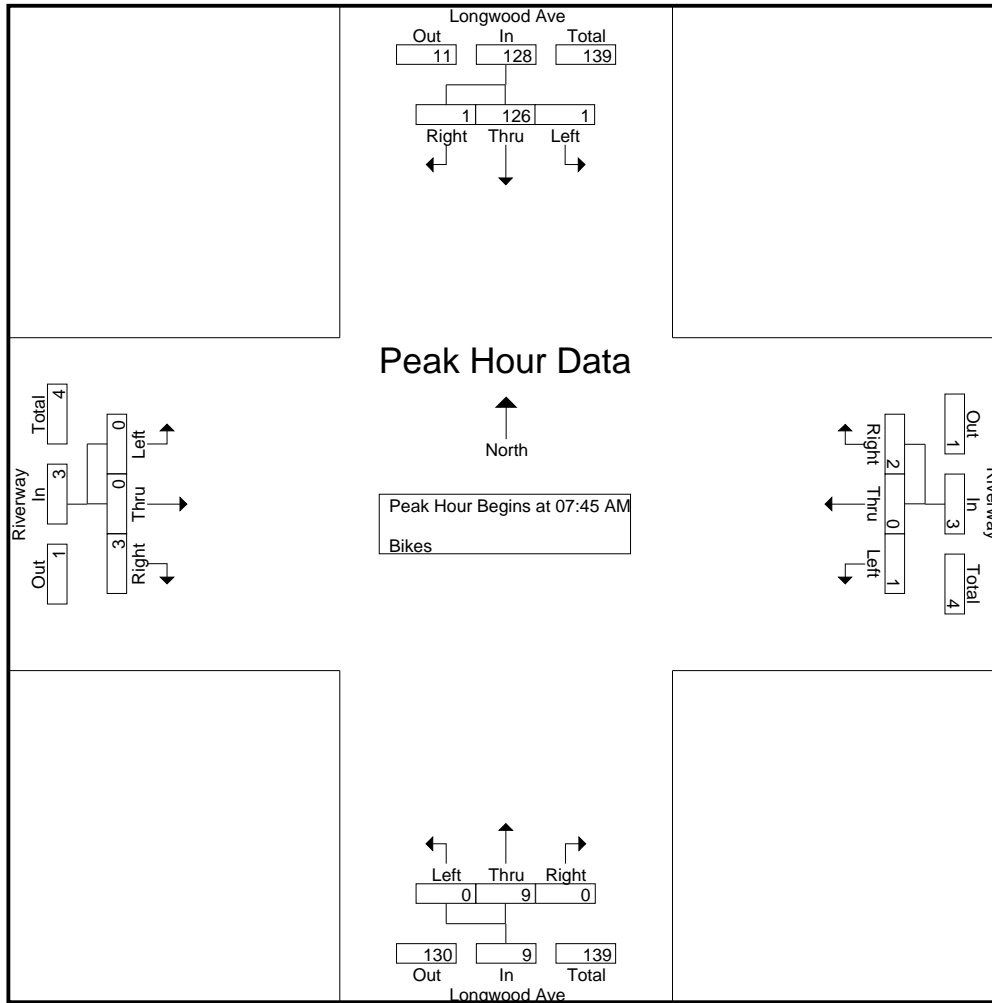 Longwood Ave
Out In Total
11 128 139
1 126 1
Right Thru Left
Peak Hour Data
North
Peak Hour Begins at 07:45 AM
Bikes
Riverway
Total In Out
4 3 1
0 0 3
Left Thru Right
Right Thru Left
2 0 1
Out In Total
1 3 4
Riverway
Left Thru Right
0 9 0
130 9 139
Out In Total
Longwood Ave